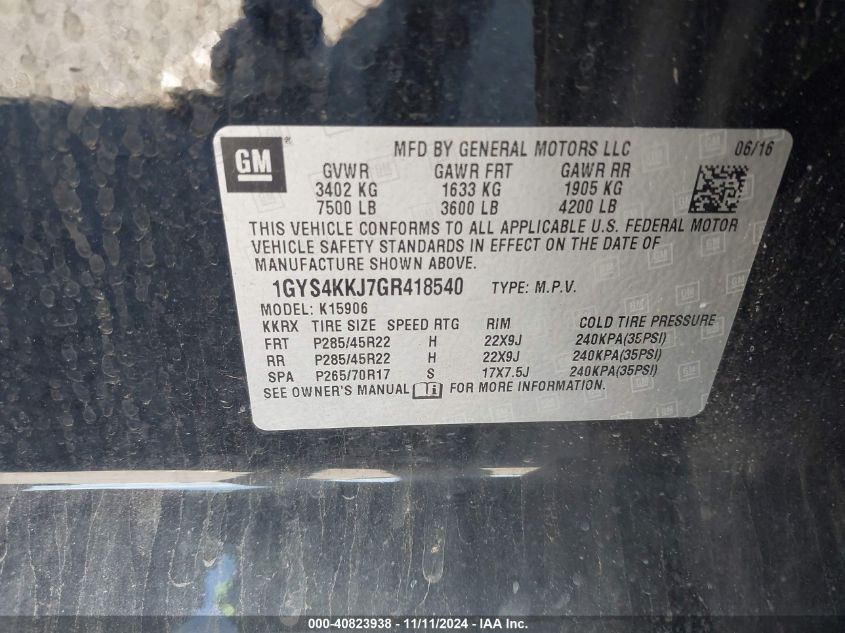 GM
MFD BY GENERAL MOTORS LLC 06/16
GVWR GAWR FRT GAWR RR
3402 KG 1633 KG 1905 KG
7500 LB 3600 LB 4200 LB
THIS VEHICLE CONFORMS TO ALL APPLICABLE U.S. FEDERAL MOTOR
VEHICLE SAFETY STANDARDS IN EFFECT ON THE DATE OF
MANUFACTURE SHOWN ABOVE.
1GYS4KKJ7GR418540 TYPE: M.P.V.
MODEL: K15906
KKRX TIRE SIZE SPEED RTG RIM COLD TIRE PRESSURE
FRT P285/45R22 H 22X9J 240KPA(35PSI)
RR P285/45R22 H 22X9J 240KPA(35PSI)
SPA P265/70R17 S 17X7.5J 240KPA(35PSI)
SEE OWNER'S MANUAL FOR MORE INFORMATION.
000-40823938 - 11/11/2024 - IAA Inc.